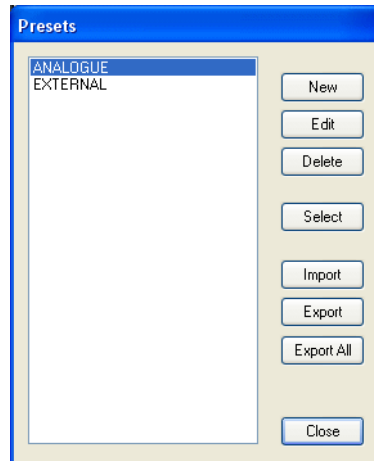 Presets
ANALOGUE
EXTERNAL
New
Edit
Delete
Select
Import
Export
Export All
Close